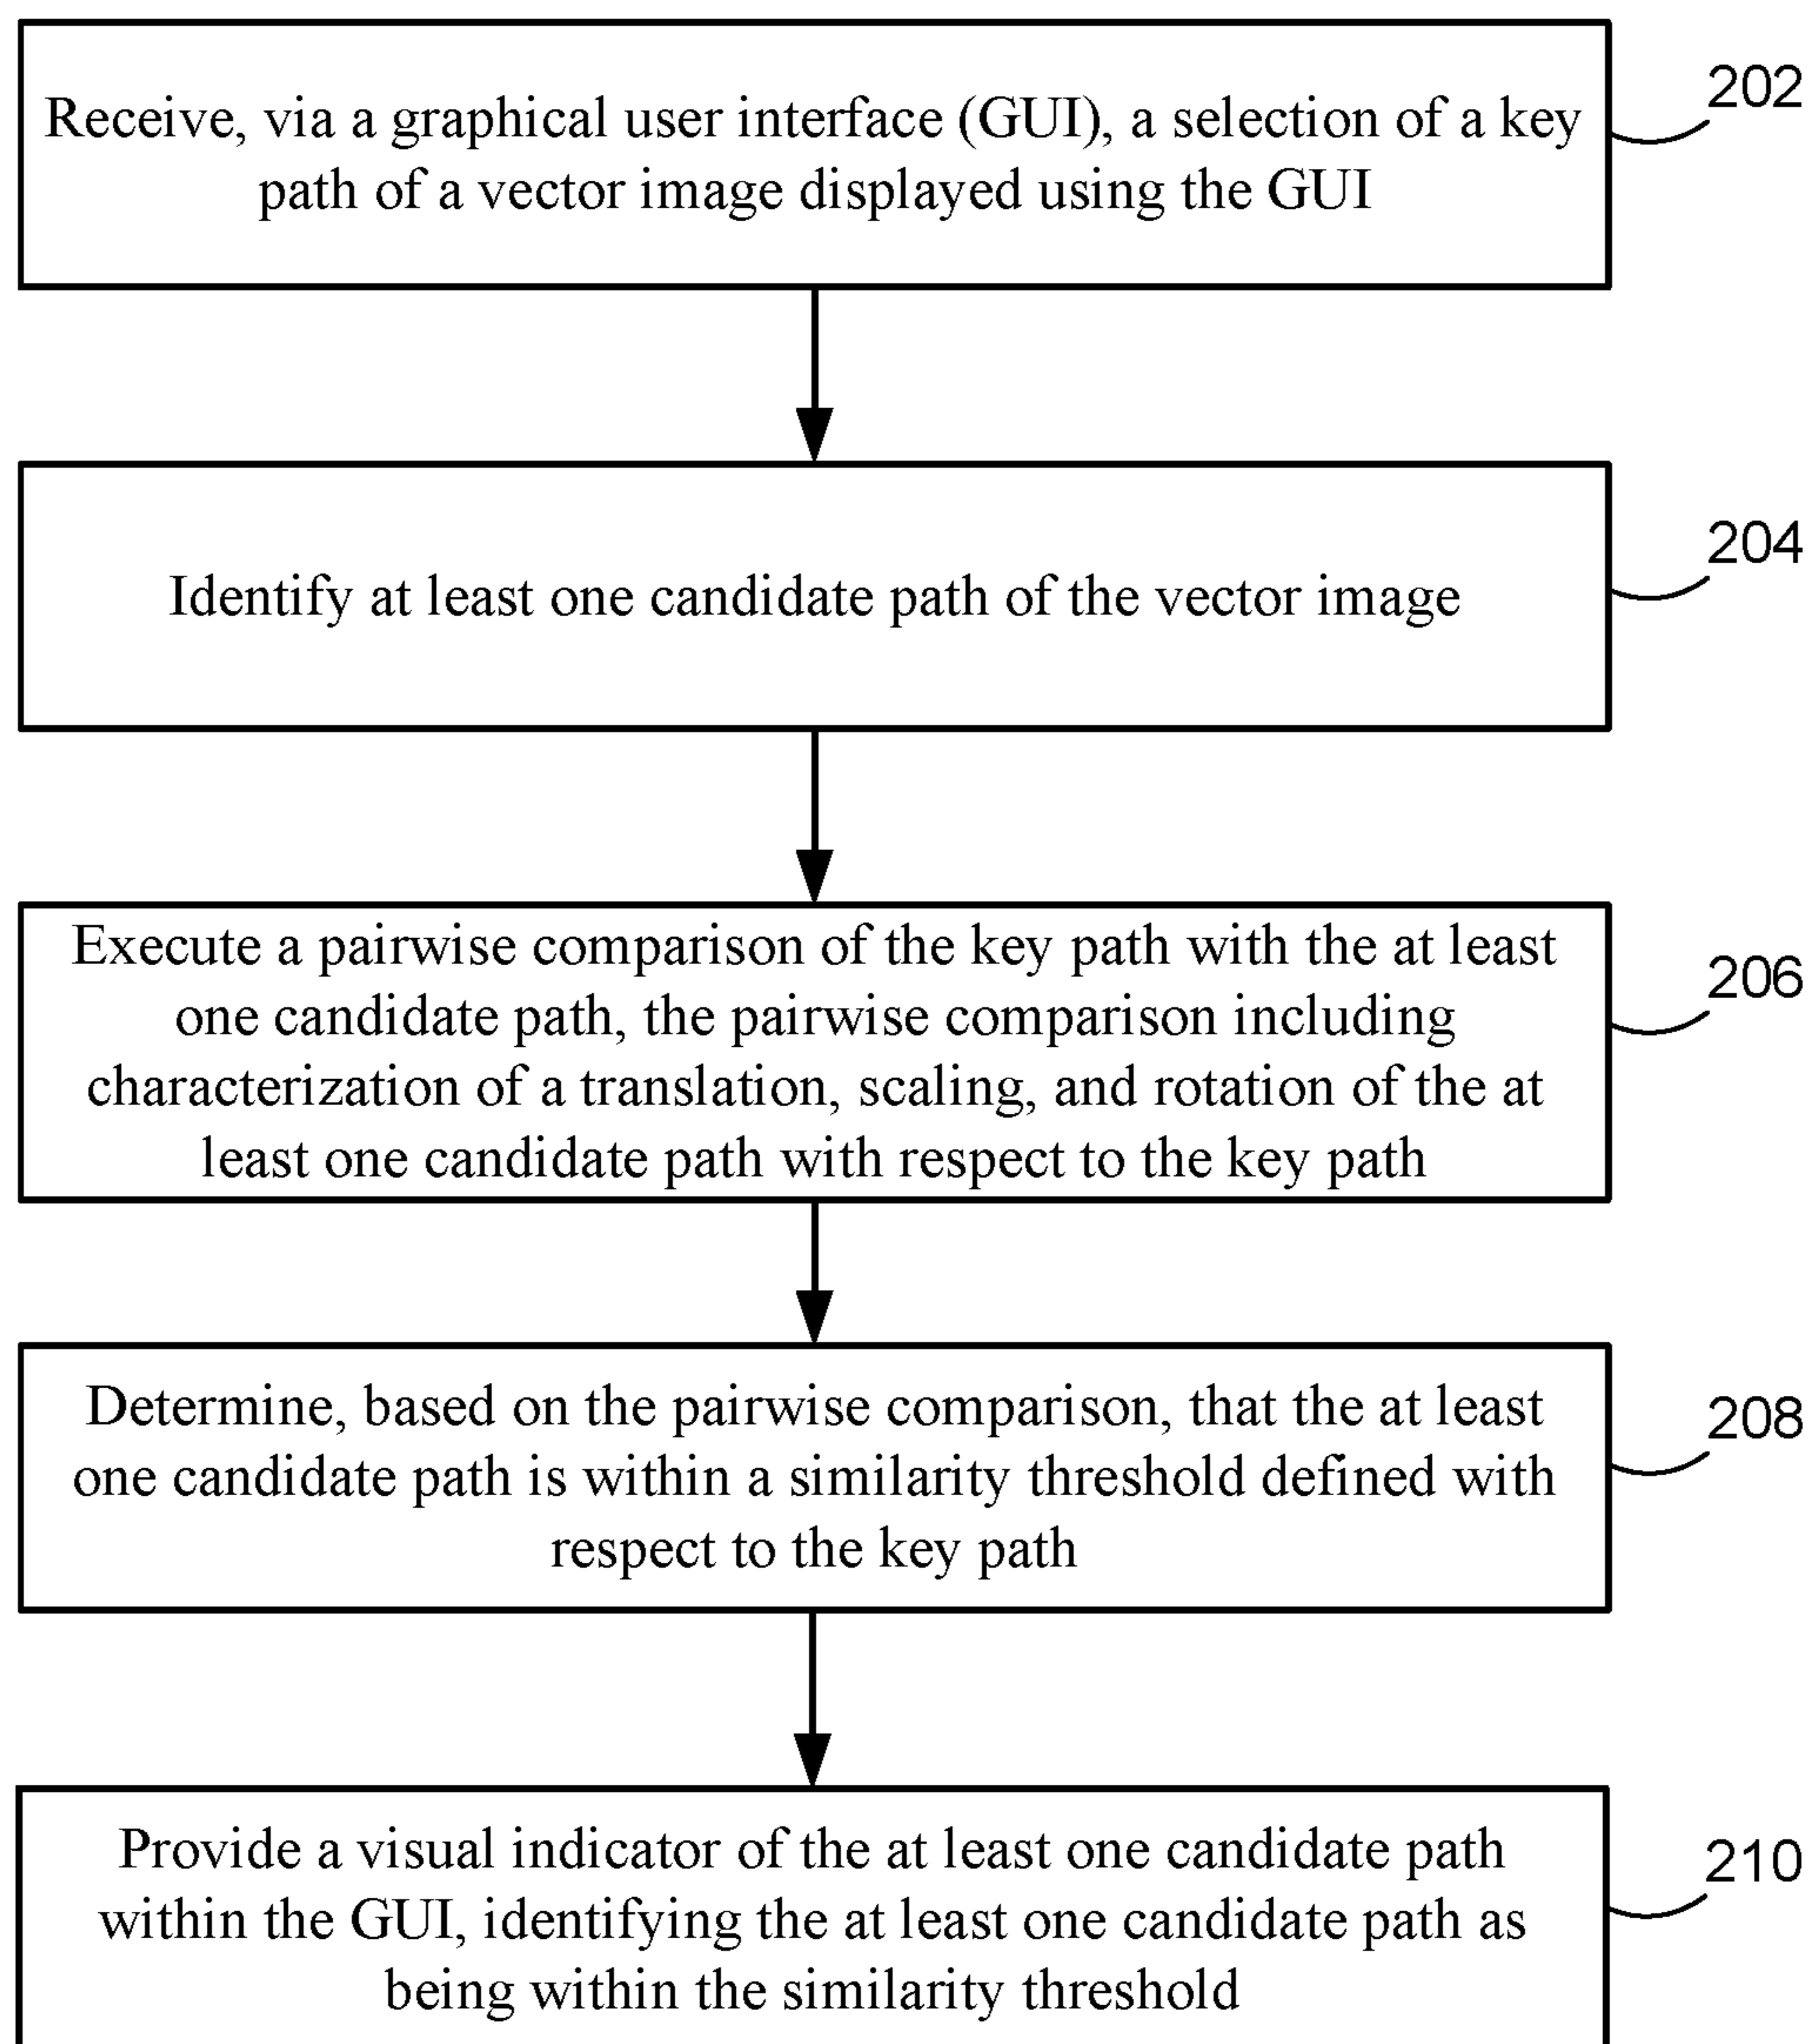 Receive, via a graphical user interface (GUI), a selection of a key
path of a vector image displayed using the GUI
202
Identify at least one candidate path of the vector image
204
Execute a pairwise comparison of the key path with the at least
one candidate path, the pairwise comparison including
characterization of a translation, scaling, and rotation of the at
least one candidate path with respect to the key path
206
Determine, based on the pairwise comparison, that the at least
one candidate path is within a similarity threshold defined with
respect to the key path
208
Provide a visual indicator of the at least one candidate path
within the GUI, identifying the at least one candidate path as
being within the similarity threshold
210